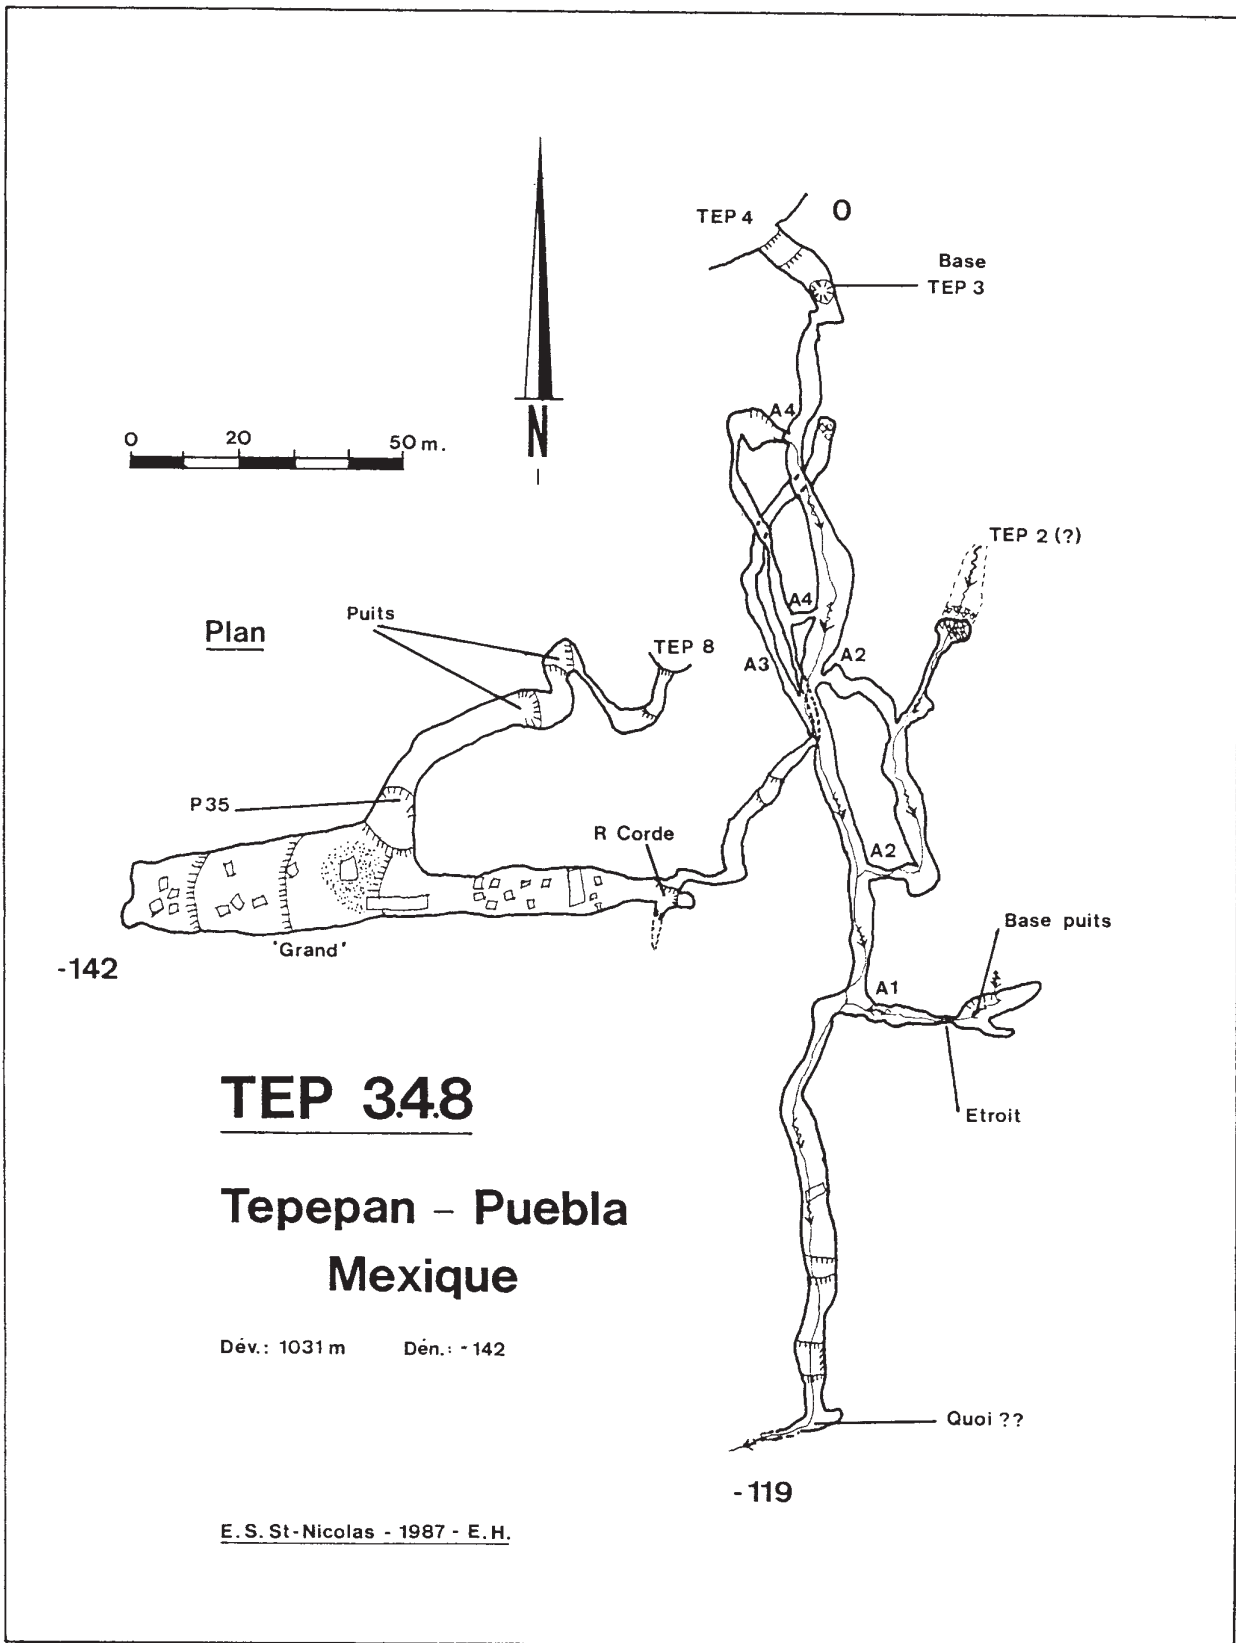 TEP 4
0
Base
TEP 3
A4
N
0 20 50 m.
TEP 2 (?)
Puits
Plan
A4
TEP 8
A3
A2
P 35
R Corde
A2
Base puits
'Grand'
-142
A1
TEP 3.4.8
Etroit
Tepepan - Puebla
Mexique
Dév.: 1031 m Dén.: -142
Quoi ??
-119
E.S. St-Nicolas - 1987 - E.H.